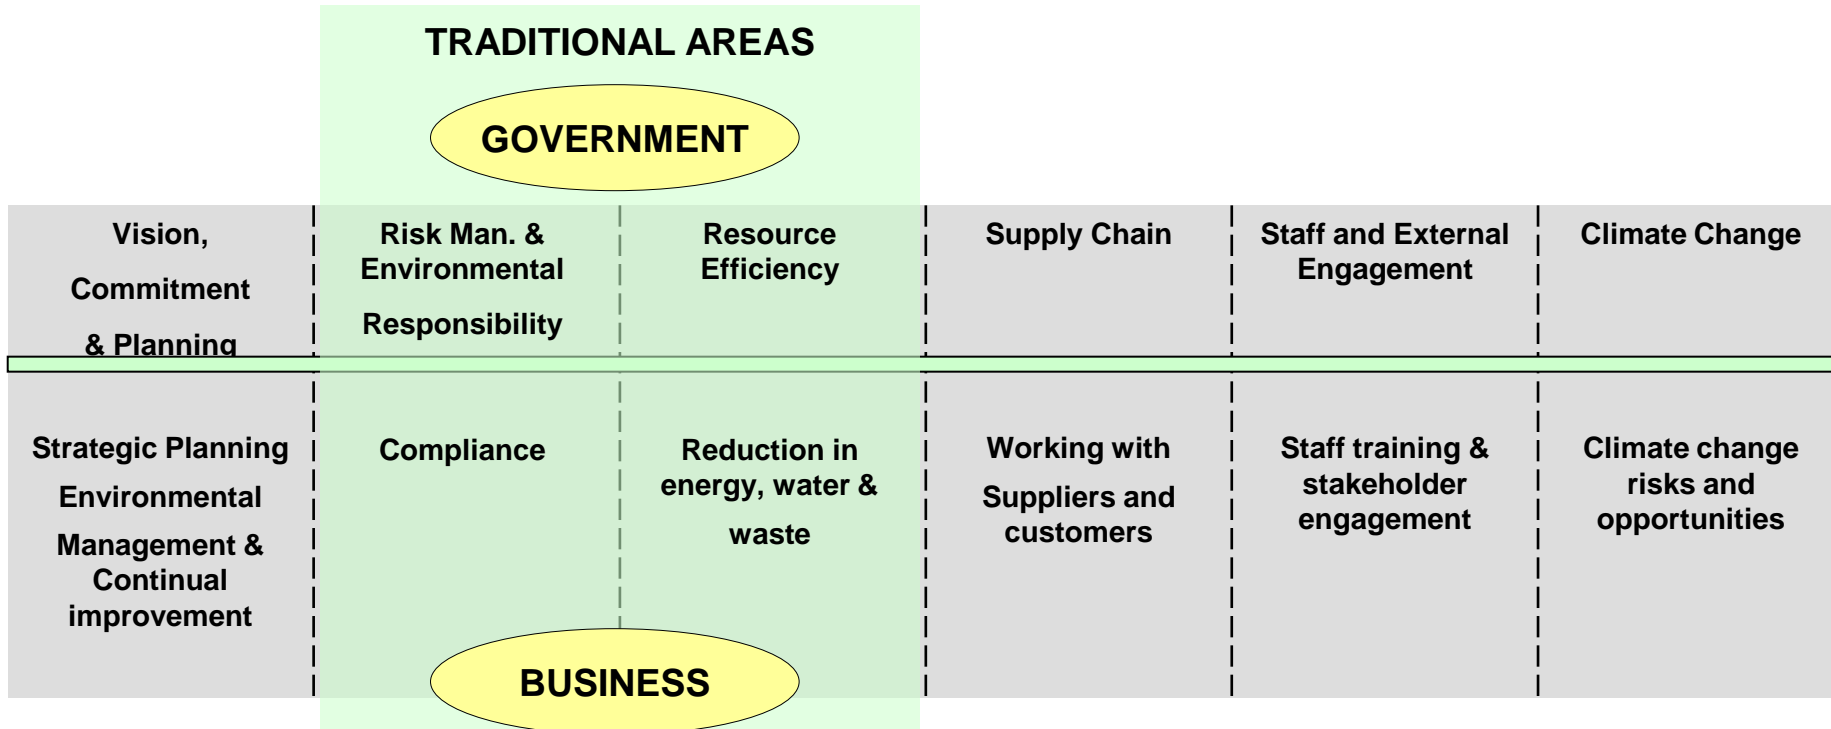 TRADITIONAL AREAS
GOVERNMENT
Vision,
Commitment
& Planning
Risk Man. &
Environmental
Responsibility
Resource
Efficiency
Supply Chain
Staff and External
Engagement
Climate Change
Strategic Planning
Environmental
Management &
Continual
improvement
Compliance
Reduction in
energy, water &
waste
Working with
Suppliers and
customers
Staff training &
stakeholder
engagement
Climate change
risks and
opportunities
BUSINESS